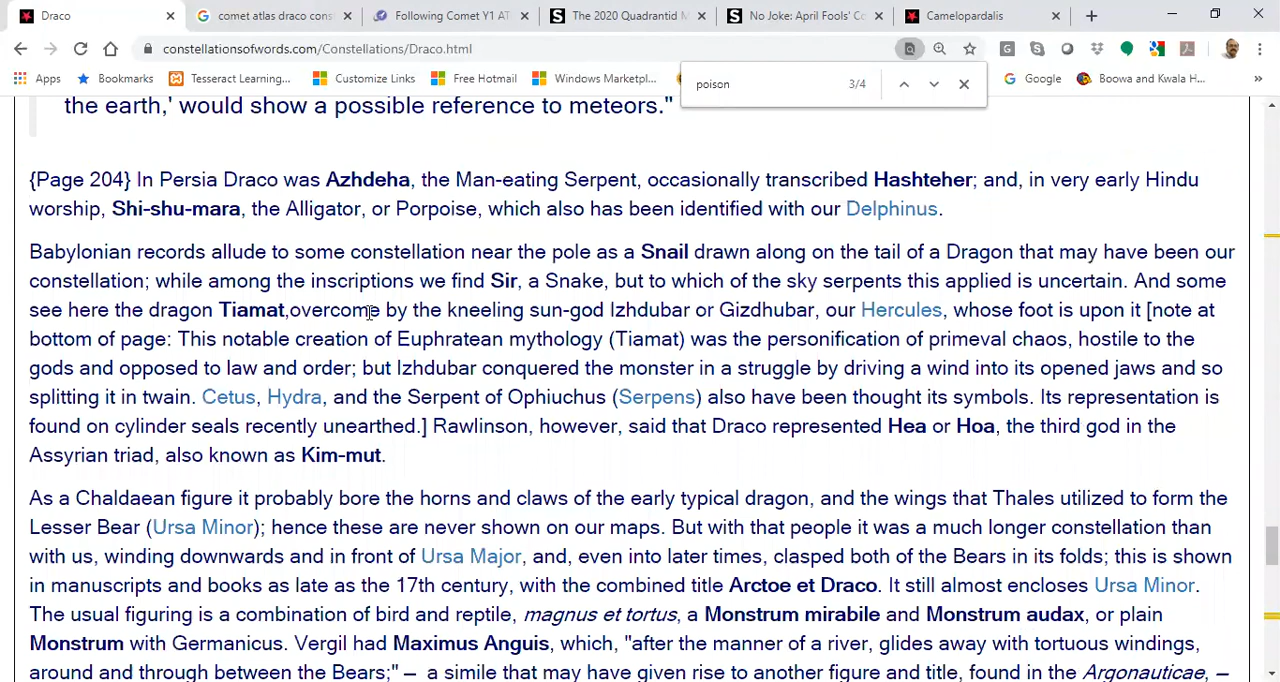 Draco
comet atlas draco cons
Following Comet Y1 AT
The 2020 Quadrantid M
No Joke: April Fools' Co
Camelopardalis
constellationsofwords.com/Constellations/Draco.html
Apps
Bookmarks
Tesseract Learning...
Customize Links
Free Hotmail
Windows Marketpl...
Google
Boowa and Kwala H...
»
poison
3/4
the earth,' would show a possible reference to meteors."
{Page 204} In Persia Draco was Azhdeha, the Man-eating Serpent, occasionally transcribed Hashteher; and, in very early Hindu
worship, Shi-shu-mara, the Alligator, or Porpoise, which also has been identified with our Delphinus.
Babylonian records allude to some constellation near the pole as a Snail drawn along on the tail of a Dragon that may have been our
constellation; while among the inscriptions we find Sir, a Snake, but to which of the sky serpents this applied is uncertain. And some
see here the dragon Tiamat,overcome by the kneeling sun-god Izhdubar or Gizdhubar, our Hercules, whose foot is upon it [note at
bottom of page: This notable creation of Euphratean mythology (Tiamat) was the personification of primeval chaos, hostile to the
gods and opposed to law and order; but Izhdubar conquered the monster in a struggle by driving a wind into its opened jaws and so
splitting it in twain. Cetus, Hydra, and the Serpent of Ophiuchus (Serpens) also have been thought its symbols. Its representation is
found on cylinder seals recently unearthed.] Rawlinson, however, said that Draco represented Hea or Hoa, the third god in the
Assyrian triad, also known as Kim-mut.
As a Chaldaean figure it probably bore the horns and claws of the early typical dragon, and the wings that Thales utilized to form the
Lesser Bear (Ursa Minor); hence these are never shown on our maps. But with that people it was a much longer constellation than
with us, winding downwards and in front of Ursa Major, and, even into later times, clasped both of the Bears in its folds; this is shown
in manuscripts and books as late as the 17th century, with the combined title Arctoe et Draco. It still almost encloses Ursa Minor.
The usual figuring is a combination of bird and reptile, magnus et tortus, a Monstrum mirabile and Monstrum audax, or plain
Monstrum with Germanicus. Vergil had Maximus Anguis, which, "after the manner of a river, glides away with tortuous windings,
around and through between the Bears;" – a simile that may have given rise to another figure and title, found in the Argonauticae, –